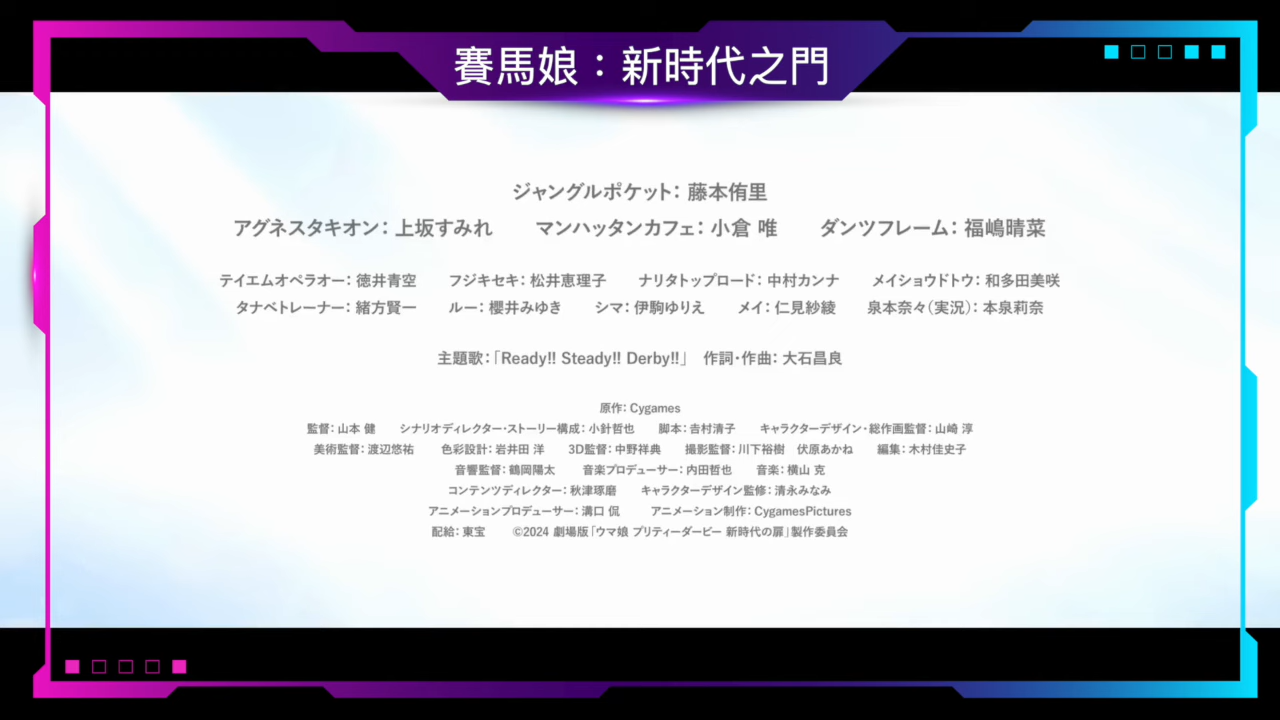 賽馬娘：新時代之門
ジャングルポケット：藤本侑里
アグネスタキオン：上坂すみれ　マンハッタンカフェ：小倉 唯　ダンツフレーム：福嶋晴菜
テイエムオペラオー：徳井青空　フジキセキ：松井恵理子　ナリタトップロード：中村カンナ　メイショウドトウ：和多田美咲
タナベトレーナー：緒方賢一　ルー：櫻井みゆき　シマ：伊駒ゆりえ　メイ：仁見紗綾　泉本奈々（実況）：本泉莉奈
主題歌：「Ready!! Steady!! Derby!!」　作詞・作曲：大石昌良
原作：Cygames
監督：山本 健　シナリオディレクター・ストーリー構成：小針哲也　脚本：吉村清子　キャラクターデザイン・総作画監督：山崎 淳
美術監督：渡辺悠祐　色彩設計：岩井田 洋　3D監督：中野祥典　撮影監督：川下裕樹　伏原あかね　編集：木村佳史子
音響監督：鶴岡陽太　音楽プロデューサー：内田哲也　音楽：横山 克
コンテンツディレクター：秋津琢磨　キャラクターデザイン監修：清永みなみ
アニメーションプロデューサー：溝口 侃　アニメーション制作：CygamesPictures
配給：東宝　©2024 劇場版「ウマ娘 プリティーダービー 新時代の扉」製作委員会